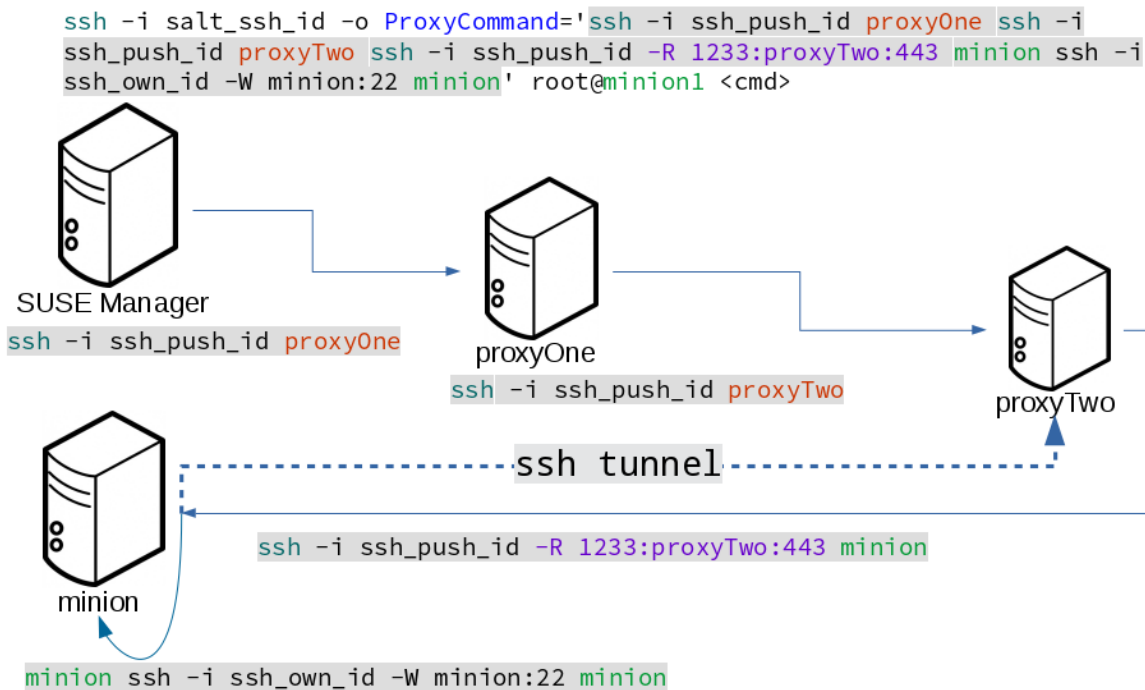 ssh -i salt_ssh_id -o ProxyCommand='ssh -i ssh_push_id proxyOne ssh -i
ssh_push_id proxyTwo ssh -i ssh_push_id -R 1233:proxyTwo:443 minion ssh -i
ssh_own_id -W minion:22 minion' root@minion1 <cmd>
SUSE Manager
ssh -i ssh_push_id proxyOne
proxyOne
ssh -i ssh_push_id proxyTwo
proxyTwo
ssh tunnel
ssh -i ssh_push_id -R 1233:proxyTwo:443 minion
minion
minion ssh -i ssh_own_id -W minion:22 minion